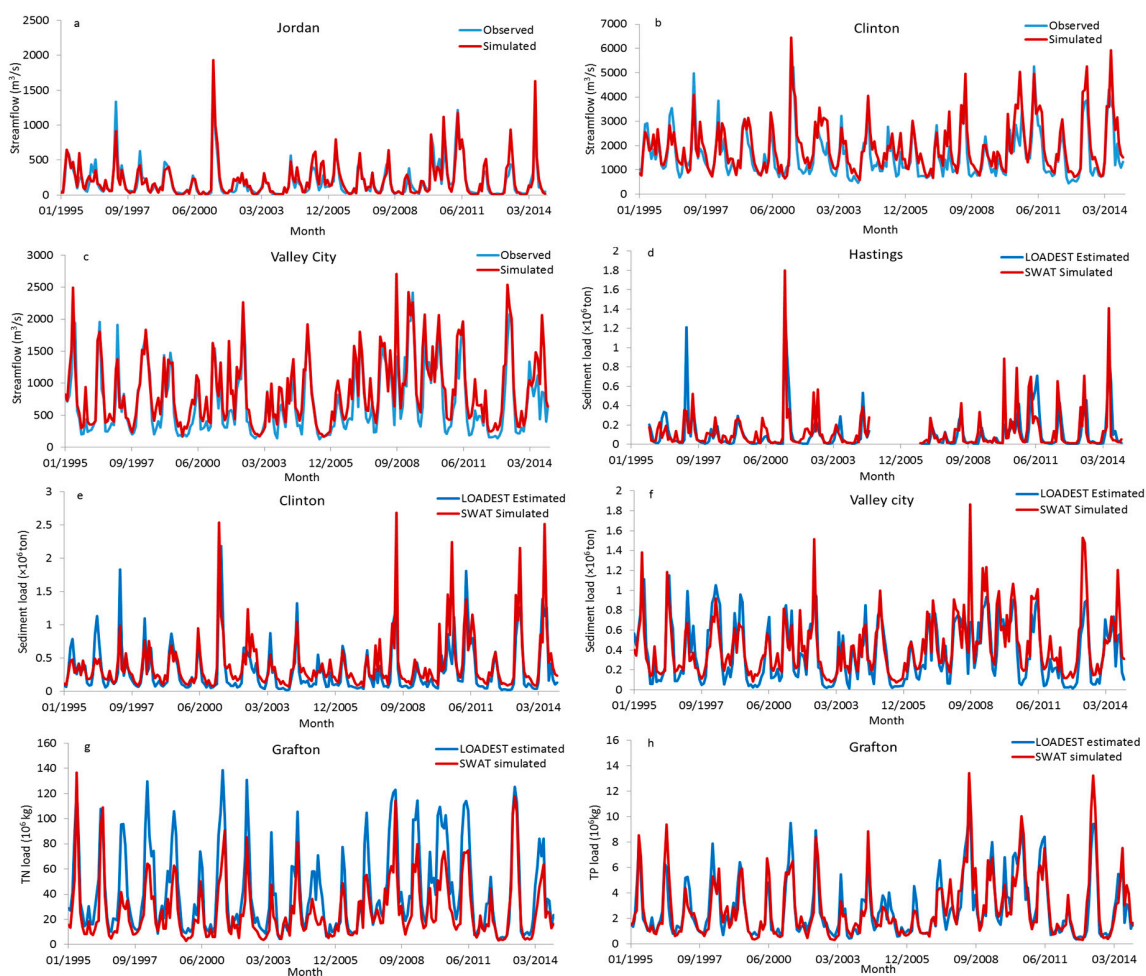 a
Jordan
Observed
Simulated
Streamflow (m³/s)
2500
2000
1500
1000
500
0
01/1995 09/1997 06/2000 03/2003 12/2005 09/2008 06/2011 03/2014
Month
b
Clinton
Observed
Simulated
Streamflow (m³/s)
7000
6000
5000
4000
3000
2000
1000
0
01/1995 09/1997 06/2000 03/2003 12/2005 09/2008 06/2011 03/2014
Month
c
Valley City
Observed
Simulated
Streamflow (m³/s)
3000
2500
2000
1500
1000
500
0
01/1995 09/1997 06/2000 03/2003 12/2005 09/2008 06/2011 03/2014
Month
d
Hastings
LOADEST Estimated
SWAT Simulated
Sediment load (×10⁶ ton)
2
1.8
1.6
1.4
1.2
1
0.8
0.6
0.4
0.2
0
01/1995 09/1997 06/2000 03/2003 12/2005 09/2008 06/2011 03/2014
Month
e
Clinton
LOADEST Estimated
SWAT Simulated
Sediment load (×10⁶ ton)
3
2.5
2
1.5
1
0.5
0
01/1995 09/1997 06/2000 03/2003 12/2005 09/2008 06/2011 03/2014
Month
f
Valley city
LOADEST Estimated
SWAT Simulated
Sediment load (×10⁶ ton)
2
1.8
1.6
1.4
1.2
1
0.8
0.6
0.4
0.2
0
01/1995 09/1997 06/2000 03/2003 12/2005 09/2008 06/2011 03/2014
Month
g
Grafton
LOADEST estimated
SWAT simulated
TN load (10⁶ kg)
160
140
120
100
80
60
40
20
0
01/1995 09/1997 06/2000 03/2003 12/2005 09/2008 06/2011 03/2014
Month
h
Grafton
LOADEST estimated
SWAT simulated
TP load (10⁶kg)
16
14
12
10
8
6
4
2
0
01/1995 09/1997 06/2000 03/2003 12/2005 09/2008 06/2011 03/2014
Month